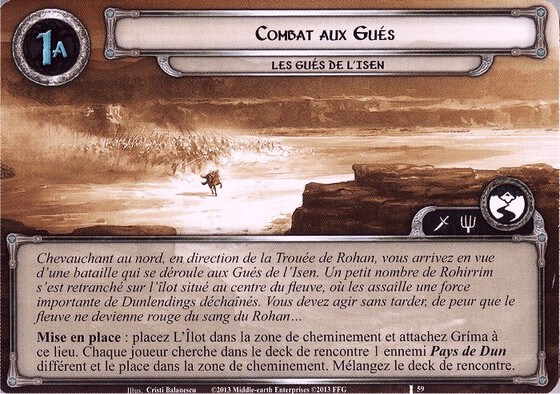 1A
COMBAT AUX GUÉS
LES GUÉS DE L'ISEN
Chevauchant au nord, en direction de la Trouée de Rohan, vous arrivez en vue
d'une bataille qui se déroule aux Gués de l'Isen. Un petit nombre de Rohirrim
s'est retranché sur l'îlot situé au centre du fleuve, où les assaille une force
importante de Dunlendings déchaînés. Vous devez agir sans tarder, de peur que le
fleuve ne devienne rouge du sang du Rohan…
Mise en place : placez L'Îlot dans la zone de cheminement et attachez Gríma à
ce lieu. Chaque joueur cherche dans le deck de rencontre 1 ennemi Pays de Dun
différent et le place dans la zone de cheminement. Mélangez le deck de rencontre.
Illus. Cristi Balanescu ©2013 Middle-earth Enterprises ©2013 FFG 59